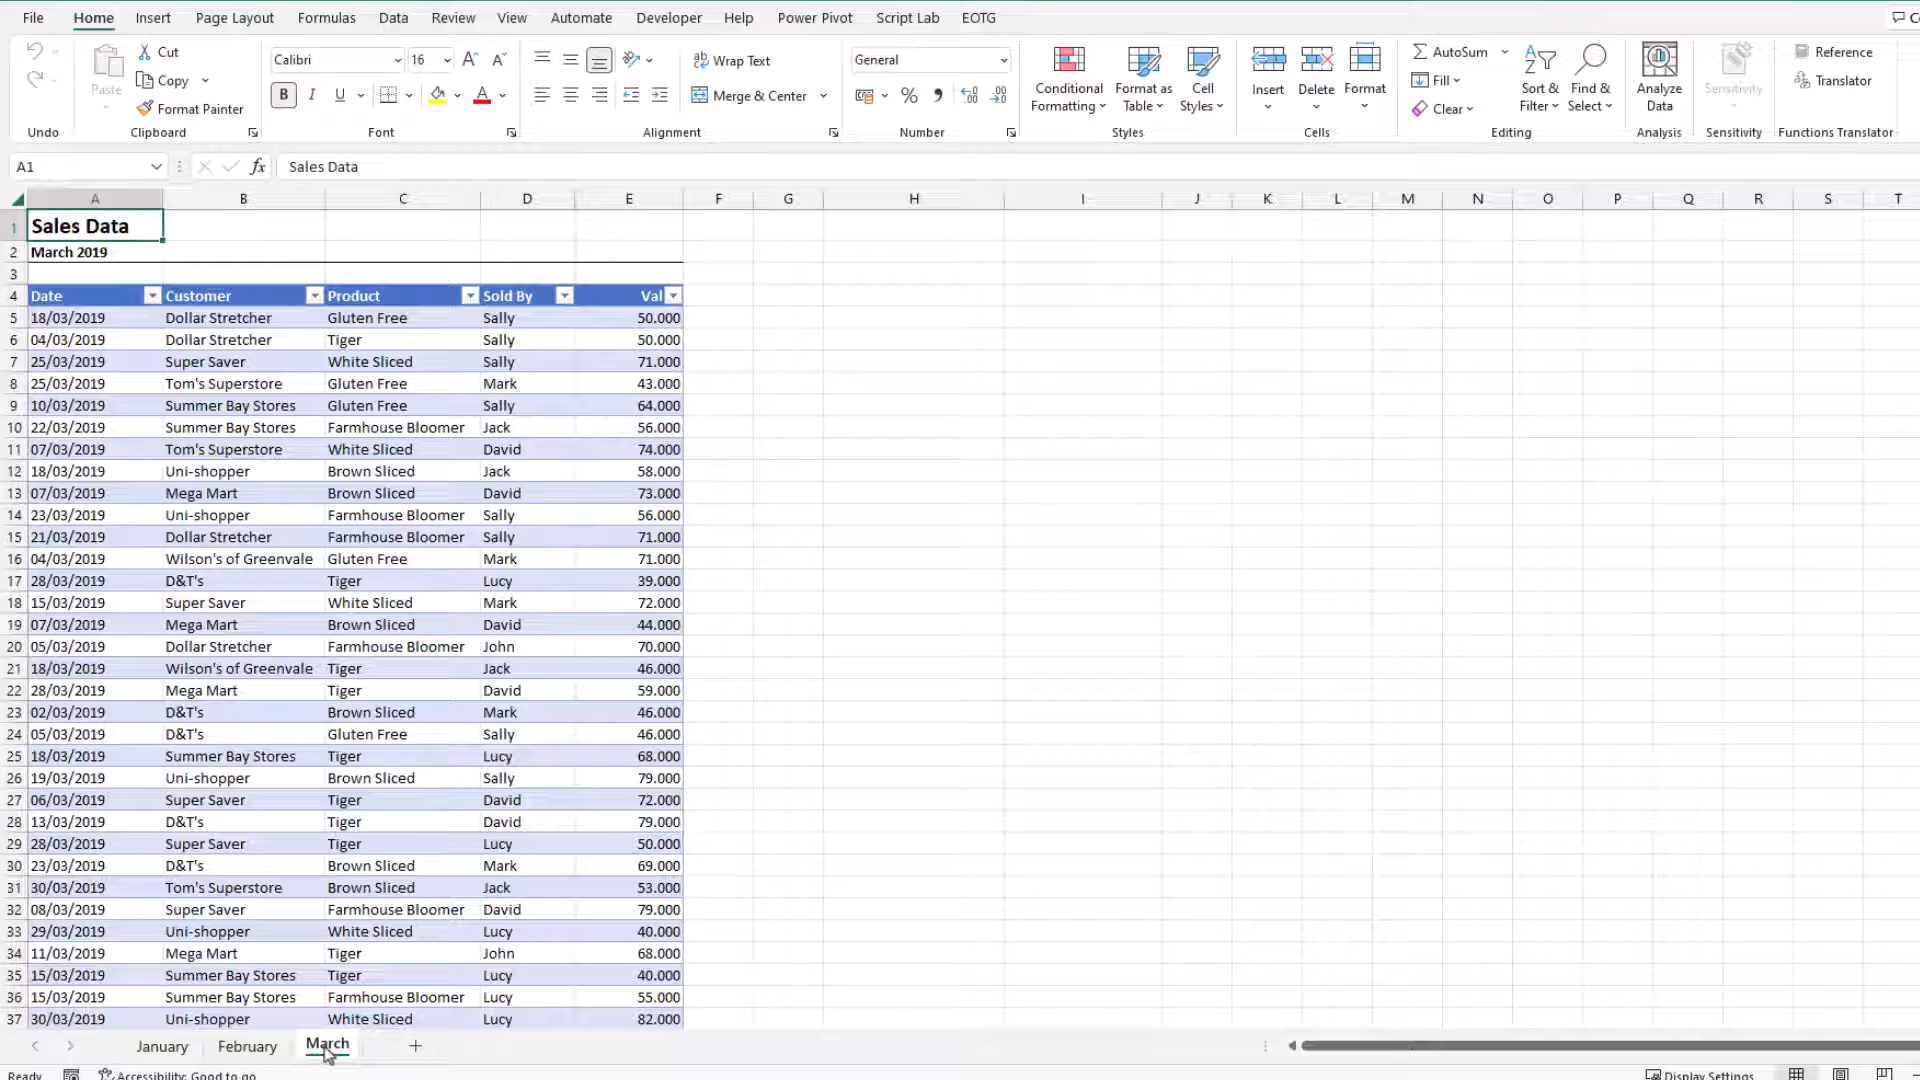 File Home Insert Page Layout Formulas Data Review View Automate Developer Help Power Pivot Script Lab EOTG
Cut
Copy
Format Painter
Paste
Calibri 16
B I U
Wrap Text
Merge & Center
General
Conditional Formatting
Format as Table
Cell Styles
Insert
Delete
Format
AutoSum
Fill
Clear
Sort & Filter
Find & Select
Analyze Data
Sensitivity
Reference
Translator
Undo Clipboard Font Alignment Number Styles Cells Editing Analysis Sensitivity Functions Translator
A1 fx Sales Data
A B C D E F G H I J K L M N O P Q R S T
1 Sales Data
2 March 2019
3
4 Date Customer Product Sold By Val
5 18/03/2019 Dollar Stretcher Gluten Free Sally 50.000
6 04/03/2019 Dollar Stretcher Tiger Sally 50.000
7 25/03/2019 Super Saver White Sliced Sally 71.000
8 25/03/2019 Tom's Superstore Gluten Free Mark 43.000
9 10/03/2019 Summer Bay Stores Gluten Free Sally 64.000
10 22/03/2019 Summer Bay Stores Farmhouse Bloomer Jack 56.000
11 07/03/2019 Tom's Superstore White Sliced David 74.000
12 18/03/2019 Uni-shopper Brown Sliced Jack 58.000
13 07/03/2019 Mega Mart Brown Sliced David 73.000
14 23/03/2019 Uni-shopper Farmhouse Bloomer Sally 56.000
15 21/03/2019 Dollar Stretcher Farmhouse Bloomer Sally 71.000
16 04/03/2019 Wilson's of Greenvale Gluten Free Mark 71.000
17 28/03/2019 D&T's Tiger Lucy 39.000
18 15/03/2019 Super Saver White Sliced Mark 72.000
19 07/03/2019 Mega Mart Brown Sliced David 44.000
20 05/03/2019 Dollar Stretcher Farmhouse Bloomer John 70.000
21 18/03/2019 Wilson's of Greenvale Tiger Jack 46.000
22 28/03/2019 Mega Mart Tiger David 59.000
23 02/03/2019 D&T's Brown Sliced Mark 46.000
24 05/03/2019 D&T's Gluten Free Sally 46.000
25 18/03/2019 Summer Bay Stores Tiger Lucy 68.000
26 19/03/2019 Uni-shopper Brown Sliced Sally 79.000
27 06/03/2019 Super Saver Tiger David 72.000
28 13/03/2019 D&T's Tiger David 79.000
29 28/03/2019 Super Saver Tiger Lucy 50.000
30 23/03/2019 D&T's Brown Sliced Mark 69.000
31 30/03/2019 Tom's Superstore Brown Sliced Jack 53.000
32 08/03/2019 Super Saver Farmhouse Bloomer David 79.000
33 29/03/2019 Uni-shopper White Sliced Lucy 40.000
34 11/03/2019 Mega Mart Tiger John 68.000
35 15/03/2019 Summer Bay Stores Tiger Lucy 40.000
36 15/03/2019 Summer Bay Stores Farmhouse Bloomer Lucy 55.000
37 30/03/2019 Uni-shopper White Sliced Lucy 82.000
January February March
Ready Accessibility: Good to go Display Settings